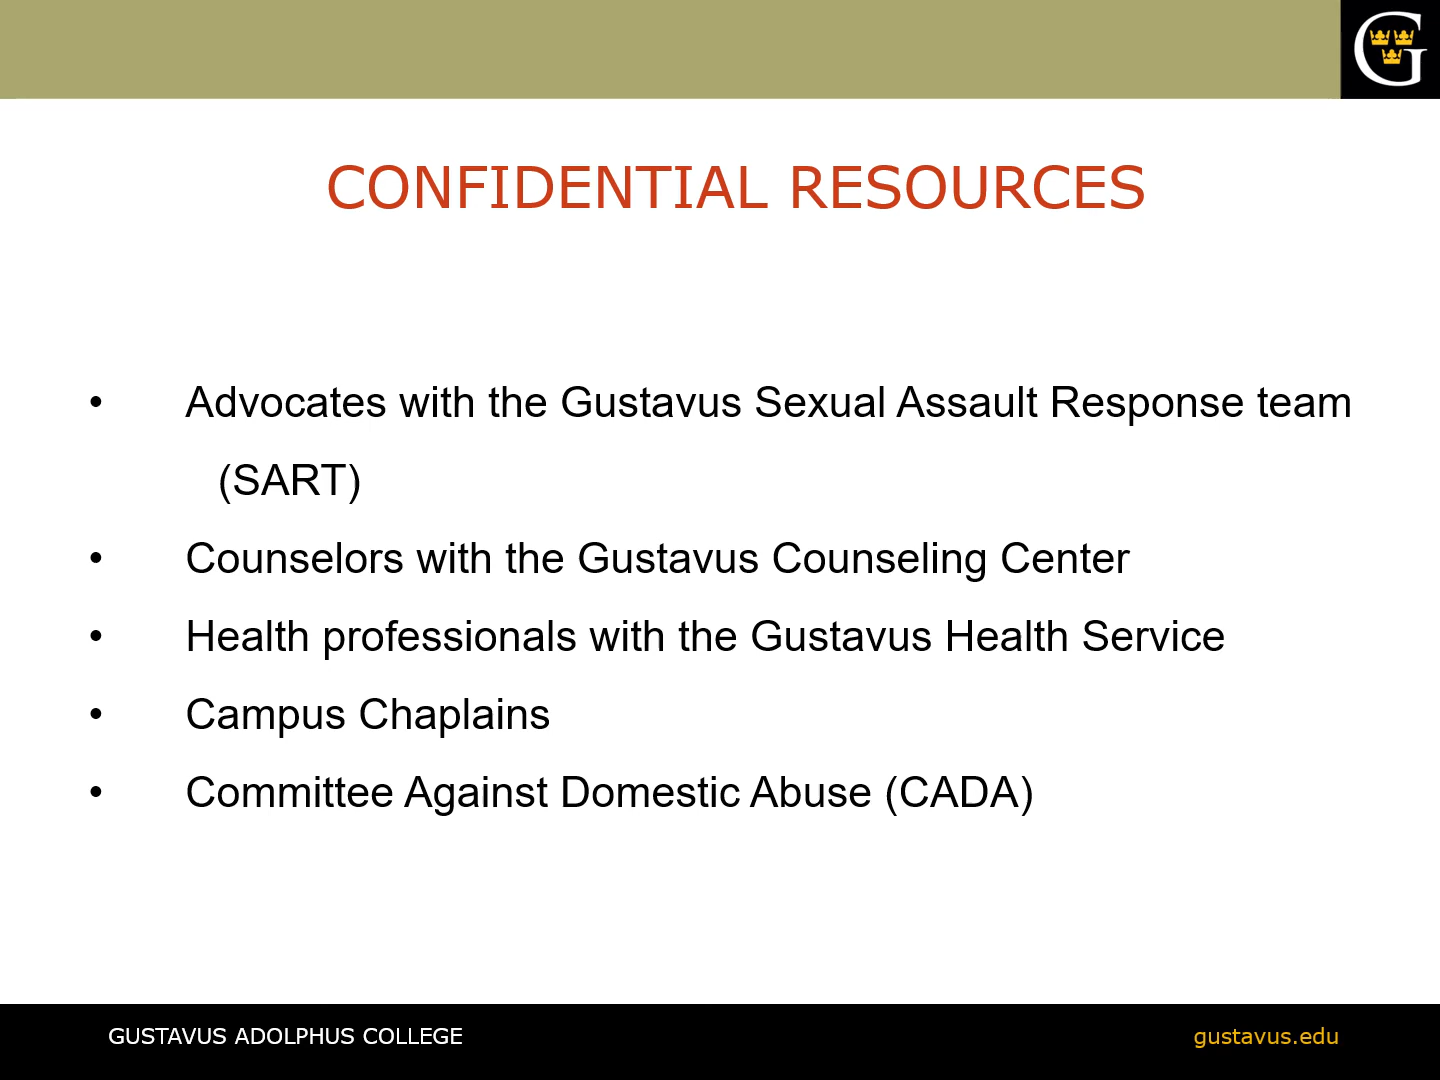 G
CONFIDENTIAL RESOURCES
• Advocates with the Gustavus Sexual Assault Response team
(SART)
• Counselors with the Gustavus Counseling Center
• Health professionals with the Gustavus Health Service
• Campus Chaplains
• Committee Against Domestic Abuse (CADA)
GUSTAVUS ADOLPHUS COLLEGE
gustavus.edu